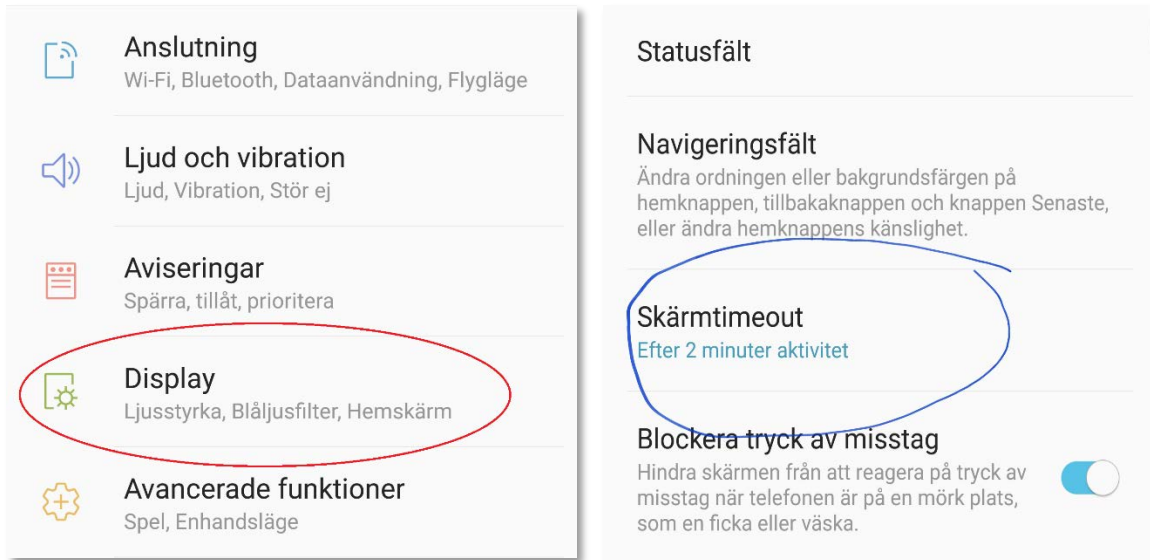 Anslutning
Wi-Fi, Bluetooth, Dataanvändning, Flygläge
Ljud och vibration
Ljud, Vibration, Stör ej
Aviseringar
Spärra, tillåt, prioritera
Display
Ljusstyrka, Blåljusfilter, Hemskärm
Avancerade funktioner
Spel, Enhandsläge
Statusfält
Navigeringsfält
Ändra ordningen eller bakgrundsfärgen på
hemknappen, tillbakaknappen och knappen Senaste,
eller ändra hemknappens känslighet.
Skärmtimeout
Efter 2 minuter aktivitet
Blockera tryck av misstag
Hindra skärmen från att reagera på tryck av
misstag när telefonen är på en mörk plats,
som en ficka eller väska.